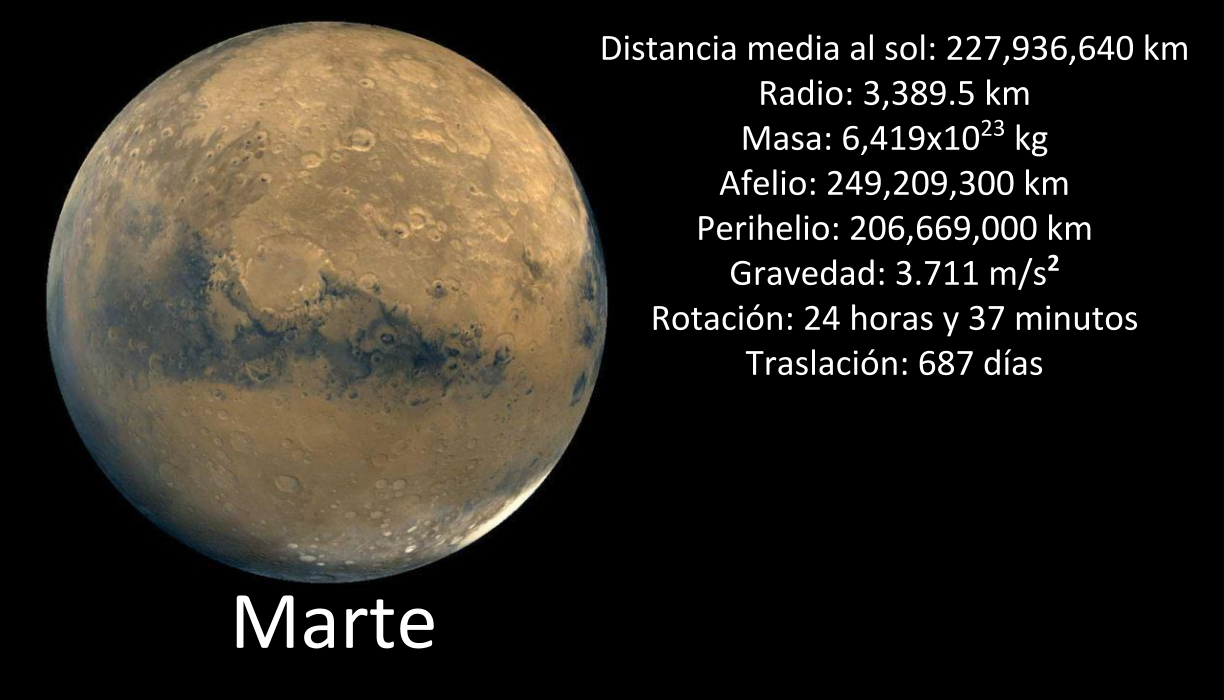 Distancia media al sol: 227,936,640 km
Radio: 3,389.5 km
Masa: 6,419x10²³ kg
Afelio: 249,209,300 km
Perihelio: 206,669,000 km
Gravedad: 3.711 m/s²
Rotación: 24 horas y 37 minutos
Traslación: 687 días
Marte